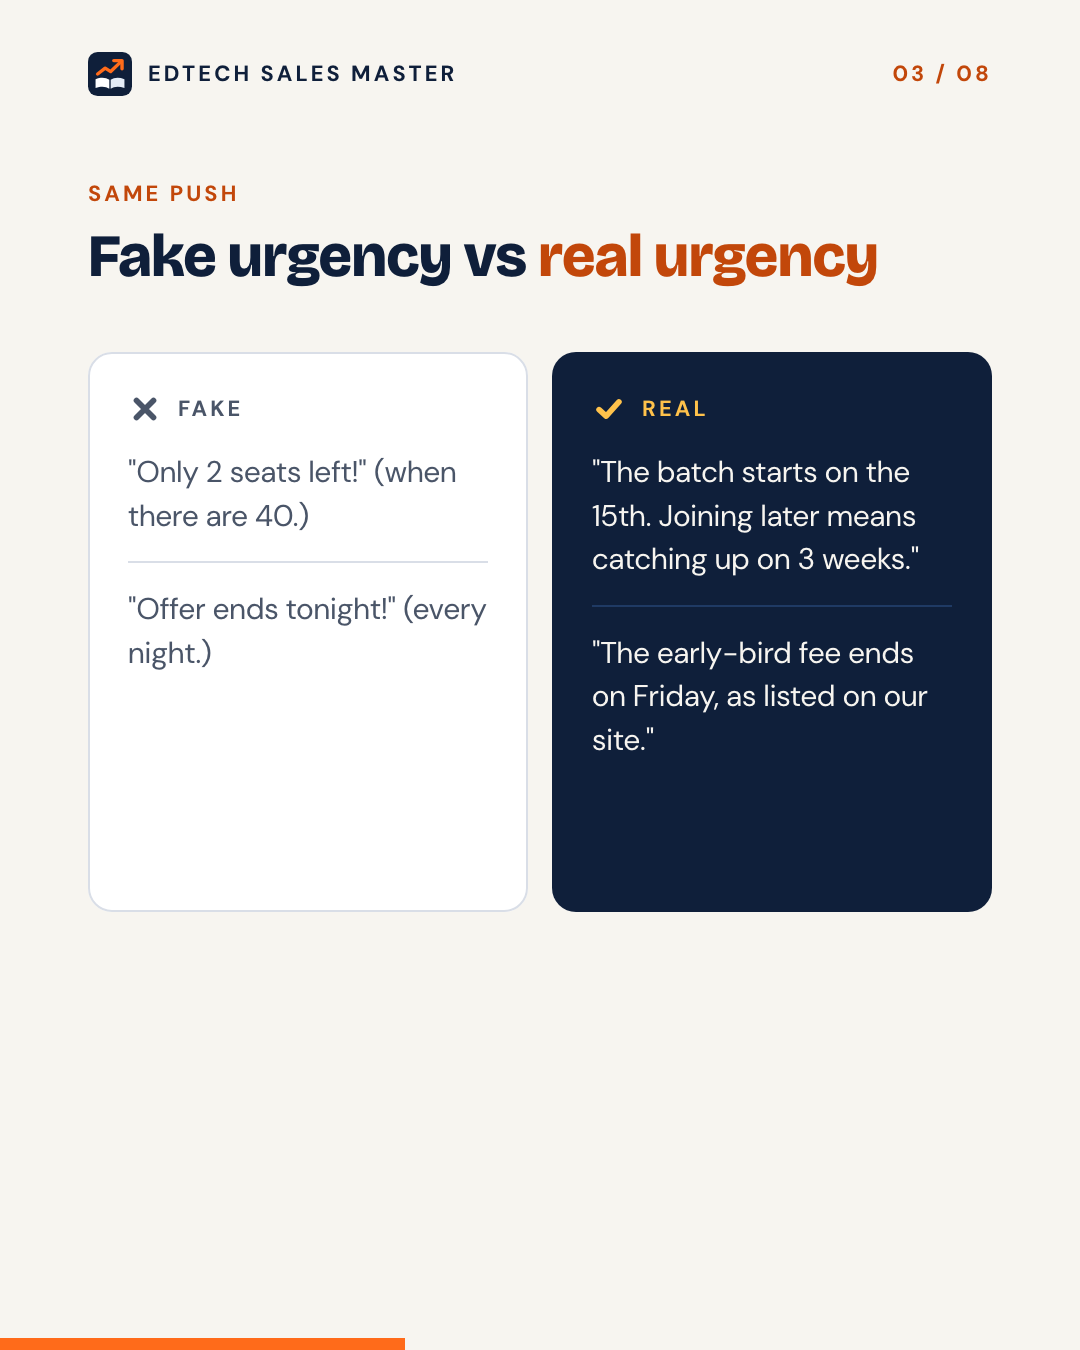 EDTECH SALES MASTER
03 / 08
SAME PUSH
Fake urgency vs real urgency
FAKE
"Only 2 seats left!" (when
there are 40.)
"Offer ends tonight!" (every
night.)
REAL
"The batch starts on the
15th. Joining later means
catching up on 3 weeks."
"The early-bird fee ends
on Friday, as listed on our
site."